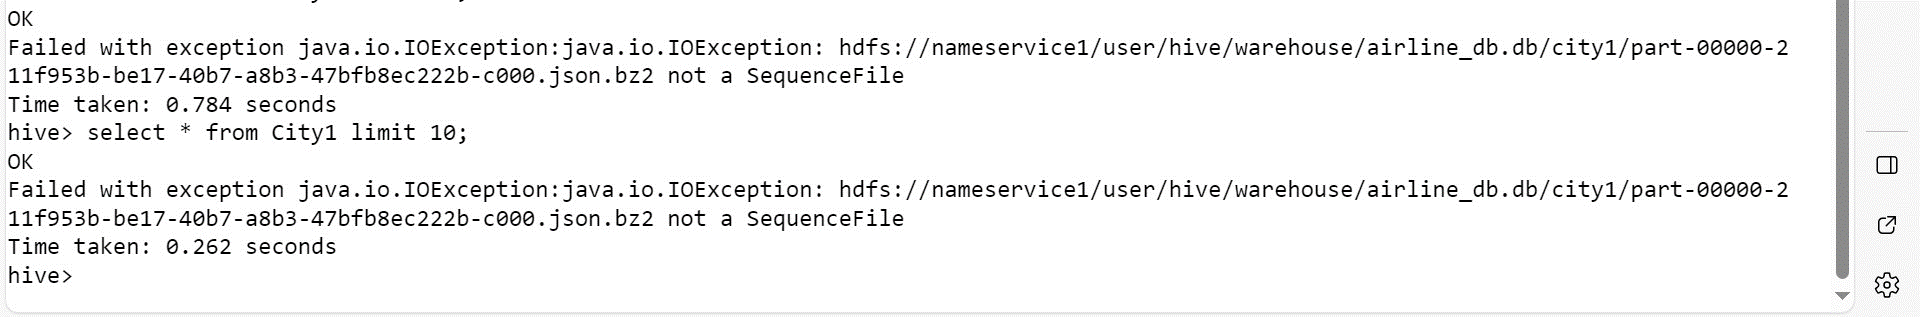 OK
Failed with exception java.io.IOException:java.io.IOException: hdfs://nameservice1/user/hive/warehouse/airline_db.db/city1/part-00000-2
11f953b-be17-40b7-a8b3-47bfb8ec222b-c000.json.bz2 not a SequenceFile
Time taken: 0.784 seconds
hive> select * from City1 limit 10;
OK
Failed with exception java.io.IOException:java.io.IOException: hdfs://nameservice1/user/hive/warehouse/airline_db.db/city1/part-00000-2
11f953b-be17-40b7-a8b3-47bfb8ec222b-c000.json.bz2 not a SequenceFile
Time taken: 0.262 seconds
hive>